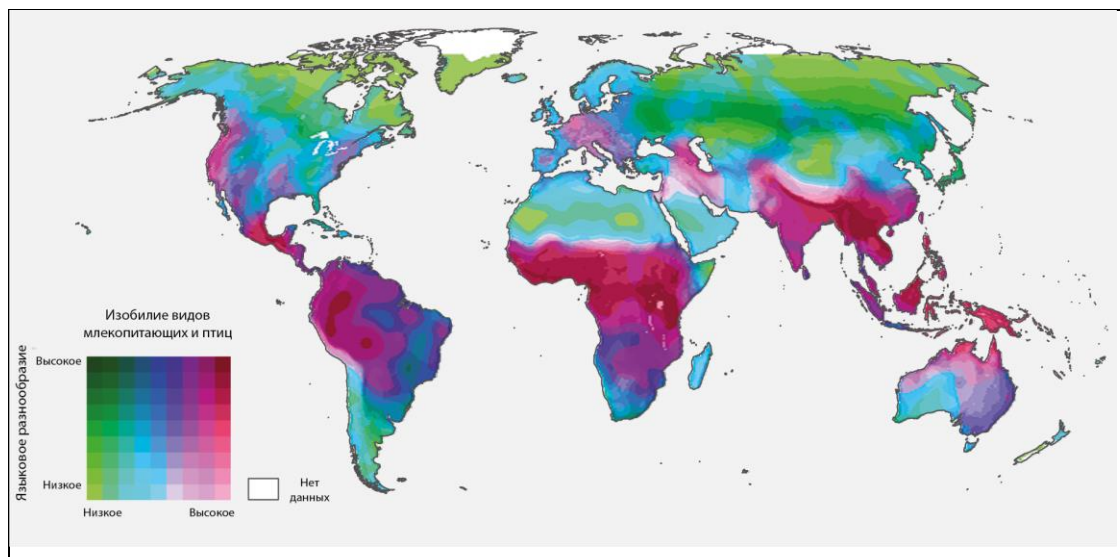 Изобилие видов
млекопитающих и птиц
Языковое разнообразие
Высокое
Низкое
Низкое
Высокое
Нет
данных